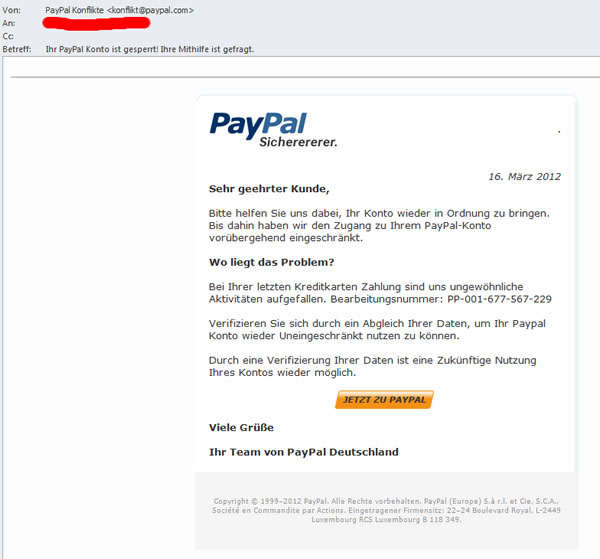 Von: PayPal Konflikte <konflikt@paypal.com>
An:
Cc:
Betreff: Ihr PayPal Konto ist gesperrt! Ihre Mithilfe ist gefragt.
PayPal
Sicherererer.
.
16. März 2012
Sehr geehrter Kunde,
Bitte helfen Sie uns dabei, Ihr Konto wieder in Ordnung zu bringen.
Bis dahin haben wir den Zugang zu Ihrem PayPal-Konto
vorübergehend eingeschränkt.
Wo liegt das Problem?
Bei Ihrer letzten Kreditkarten Zahlung sind uns ungewöhnliche
Aktivitäten aufgefallen. Bearbeitungsnummer: PP-001-677-567-229
Verifizieren Sie sich durch ein Abgleich Ihrer Daten, um Ihr Paypal
Konto wieder Uneingeschränkt nutzen zu können.
Durch eine Verifizierung Ihrer Daten ist eine Zukünftige Nutzung
Ihres Kontos wieder möglich.
JETZT ZU PAYPAL
Viele Grüße
Ihr Team von PayPal Deutschland
Copyright © 1999-2012 PayPal. Alle Rechte vorbehalten. PayPal (Europe) S.à r.l. et Cie, S.C.A.,
Société en Commandite par Actions. Eingetragener Firmensitz: 22-24 Boulevard Royal, L-2449
Luxembourg RCS Luxembourg B 118 349.